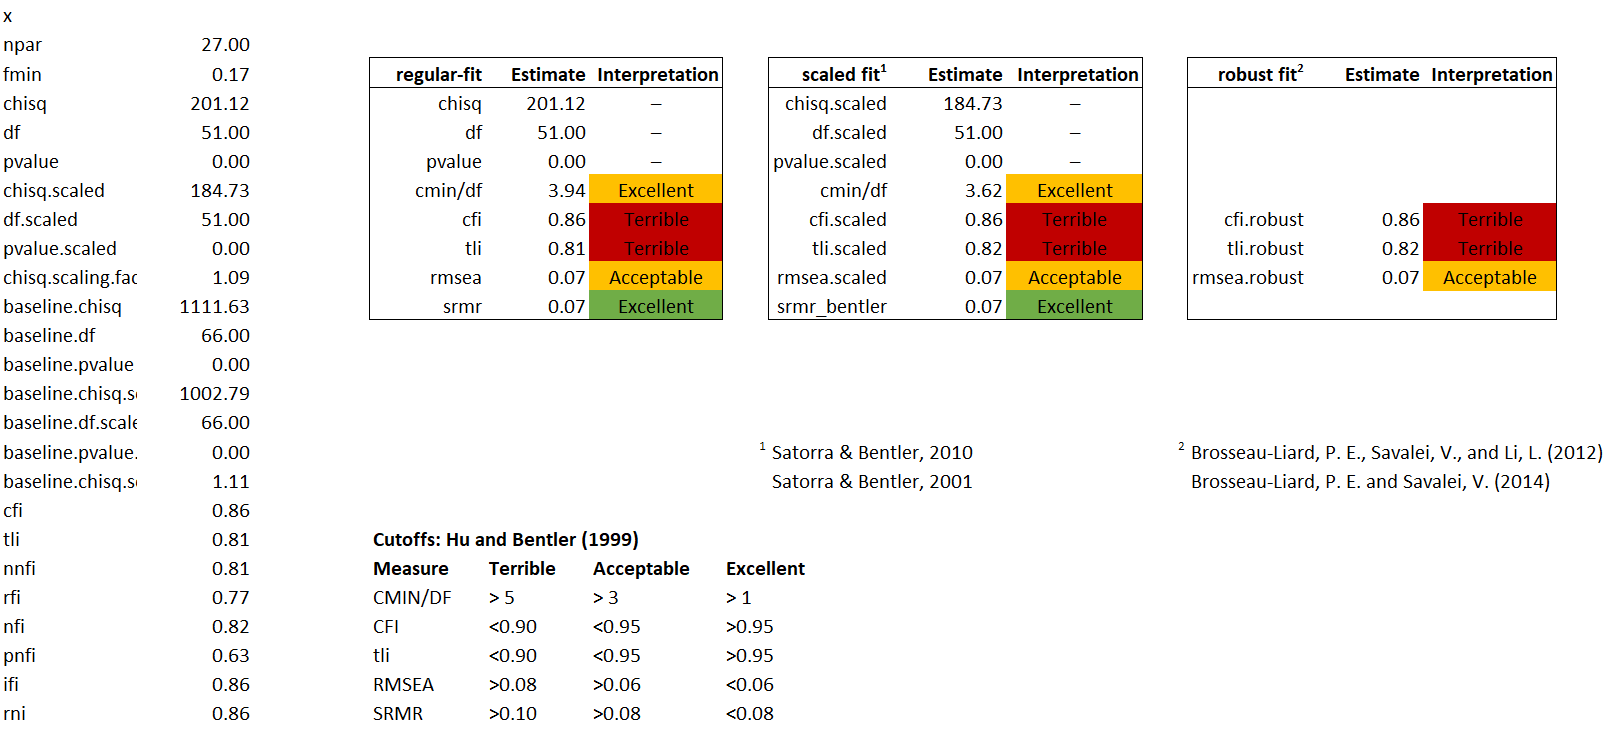 x
npar 27.00
regular-fit Estimate Interpretation scaled fit1 Estimate Interpretation robust fit2 Estimate Interpretation
fmin 0.17
chisq 201.12 chisq 201.12 – chisq.scaled 184.73 –
df 51.00 df 51.00 – df.scaled 51.00 –
pvalue 0.00 pvalue 0.00 – pvalue.scaled 0.00 –
chisq.scaled 184.73 cmin/df 3.94 Excellent cmin/df 3.62 Excellent
df.scaled 51.00 cfi 0.86 Terrible cfi.scaled 0.86 Terrible cfi.robust 0.86 Terrible
pvalue.scaled 0.00 tli 0.81 Terrible tli.scaled 0.82 Terrible tli.robust 0.82 Terrible
chisq.scaling.fac 1.09 rmsea 0.07 Acceptable rmsea.scaled 0.07 Acceptable rmsea.robust 0.07 Acceptable
baseline.chisq 1111.63 srmr 0.07 Excellent srmr_bentler 0.07 Excellent
baseline.df 66.00
baseline.pvalue 0.00
baseline.chisq.s 1002.79
baseline.df.scale 66.00
baseline.pvalue. 0.00 1 Satorra & Bentler, 2010 2 Brosseau-Liard, P. E., Savalei, V., and Li, L. (2012)
baseline.chisq.s 1.11 Satorra & Bentler, 2001 Brosseau-Liard, P. E. and Savalei, V. (2014)
cfi 0.86
tli 0.81 Cutoffs: Hu and Bentler (1999)
nnfi 0.81 Measure Terrible Acceptable Excellent
rfi 0.77 CMIN/DF > 5 > 3 > 1
nfi 0.82 CFI <0.90 <0.95 >0.95
pnfi 0.63 tli <0.90 <0.95 >0.95
ifi 0.86 RMSEA >0.08 >0.06 <0.06
rni 0.86 SRMR >0.10 >0.08 <0.08